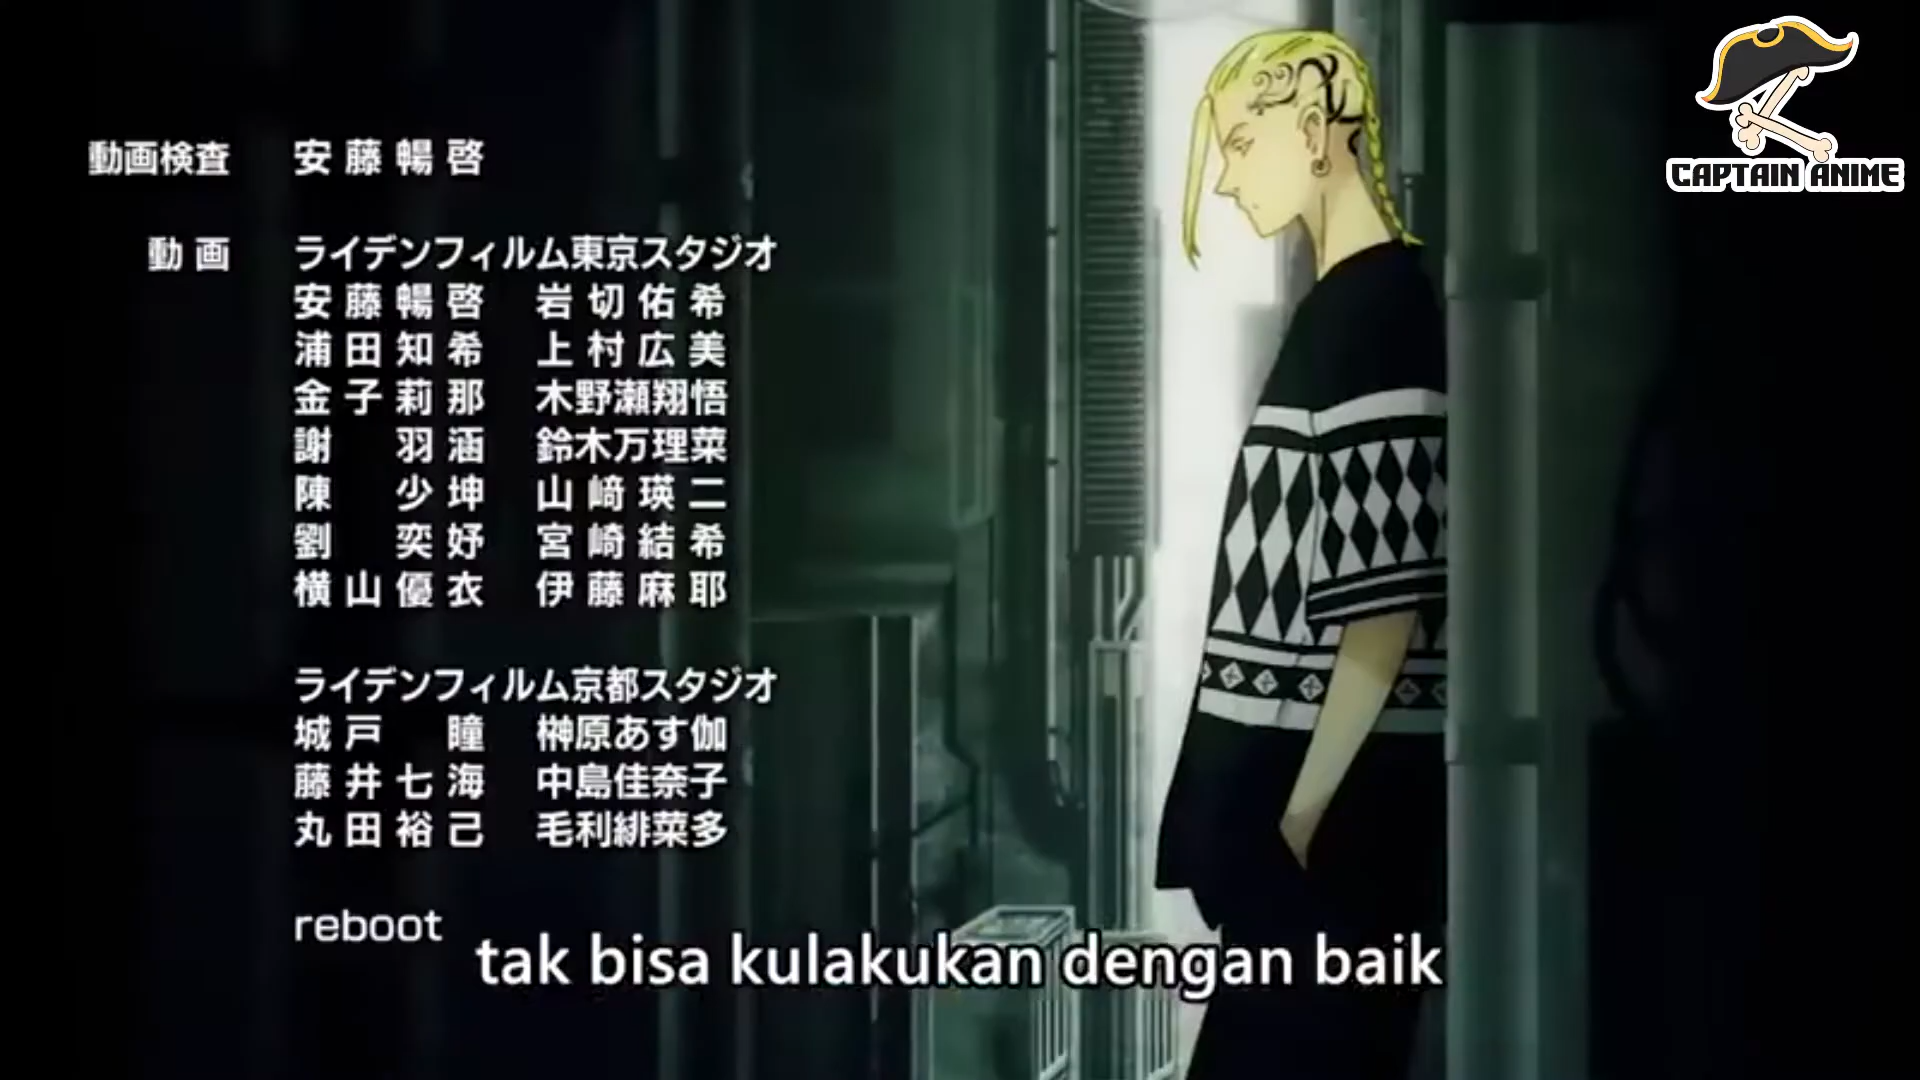 CAPTAIN ANIME
動画検査 安藤暢啓
動画 ライデンフィルム東京スタジオ
安藤暢啓 岩切佑希
浦田知希 上村広美
金子莉那 木野瀬翔悟
謝羽涵 鈴木万理菜
陳少坤 山﨑瑛二
劉奕妤 宮崎結希
横山優衣 伊藤麻耶
ライデンフィルム京都スタジオ
城戸瞳 榊原あす伽
藤井七海 中島佳奈子
丸田裕己 毛利緋菜多
reboot
tak bisa kulakukan dengan baik